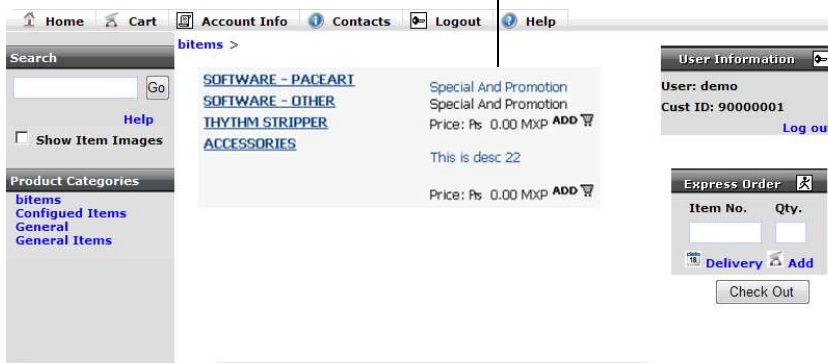 Home Cart Account Info Contacts Logout Help
bitems >
Search
Go
Help
Show Item Images
Product Categories
bitems
Configued Items
General
General Items
SOFTWARE - PACEART
SOFTWARE - OTHER
THYTHM STRIPPER
ACCESSORIES
Special And Promotion
Special And Promotion
Price: ₨ 0.00 MXP ADD
This is desc 22
Price: ₨ 0.00 MXP ADD
User Information
User: demo
Cust ID: 90000001
Log out
Express Order
Item No. Qty.
Delivery Add
Check Out